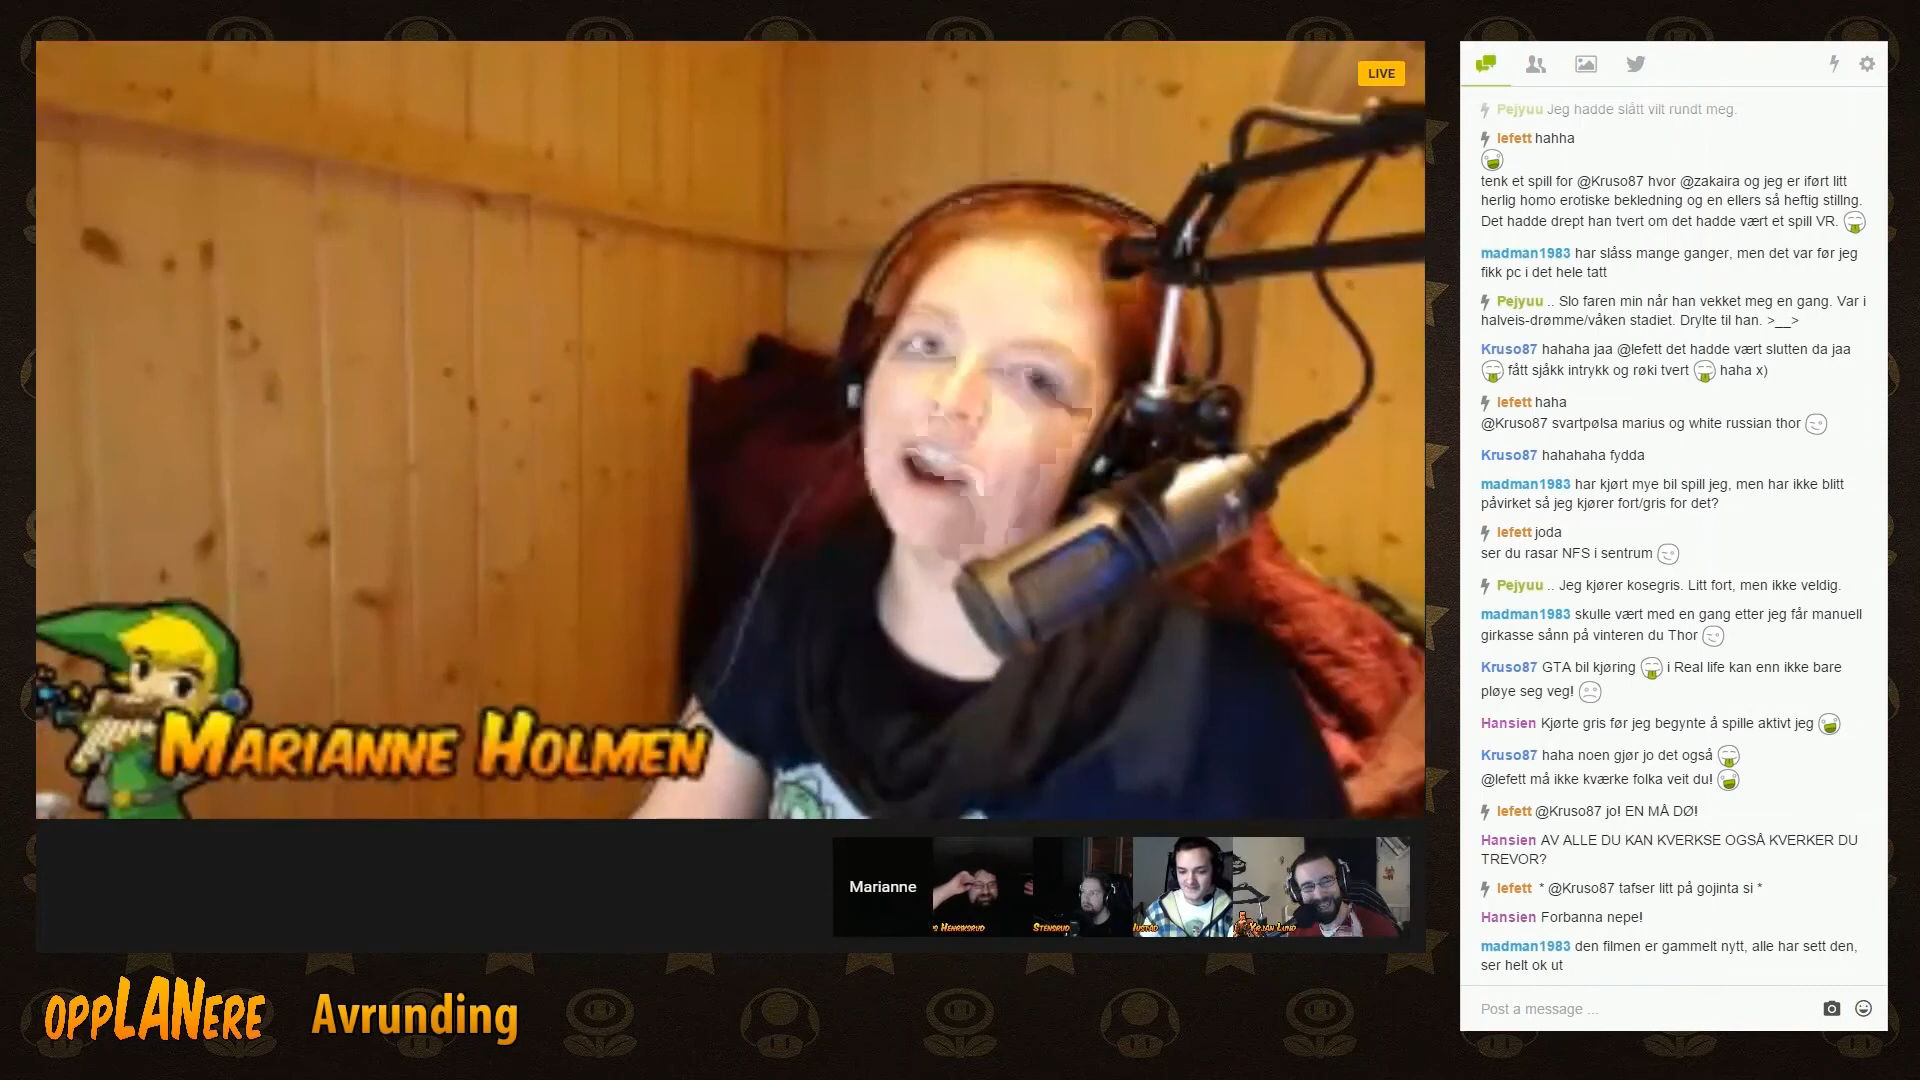 LIVE
MARIANNE HOLMEN
Marianne
HENRIKSRUD
STENSRUD
LUND
OPPLANERE
Avrunding
Pejyuu Jeg hadde slått vilt rundt meg.
lefett hahha
tenk et spill for @Kruso87 hvor @zakaira og jeg er iført litt
herlig homo erotiske bekledning og en ellers så heftig stillng.
Det hadde drept han tvert om det hadde vært et spill VR.
madman1983 har slåss mange ganger, men det var før jeg
fikk pc i det hele tatt
Pejyuu .. Slo faren min når han vekket meg en gang. Var i
halveis-drømme/våken stadiet. Drylte til han. >__>
Kruso87 hahaha jaa @lefett det hadde vært slutten da jaa
fått sjåkk intrykk og røki tvert haha x)
lefett haha
@Kruso87 svartpølsa marius og white russian thor
Kruso87 hahahaha fydda
madman1983 har kjørt mye bil spill jeg, men har ikke blitt
påvirket så jeg kjører fort/gris for det?
lefett joda
ser du rasar NFS i sentrum
Pejyuu .. Jeg kjører kosegris. Litt fort, men ikke veldig.
madman1983 skulle vært med en gang etter jeg får manuell
girkasse sånn på vinteren du Thor
Kruso87 GTA bil kjøring i Real life kan enn ikke bare
pløye seg veg!
Hansien Kjørte gris før jeg begynte å spille aktivt jeg
Kruso87 haha noen gjør jo det også
@lefett må ikke kværke folka veit du!
lefett @Kruso87 jo! EN MÅ DØ!
Hansien AV ALLE DU KAN KVERKSE OGSÅ KVERKER DU
TREVOR?
lefett * @Kruso87 tafser litt på gojinta si *
Hansien Forbanna nepe!
madman1983 den filmen er gammelt nytt, alle har sett den,
ser helt ok ut
Post a message ...